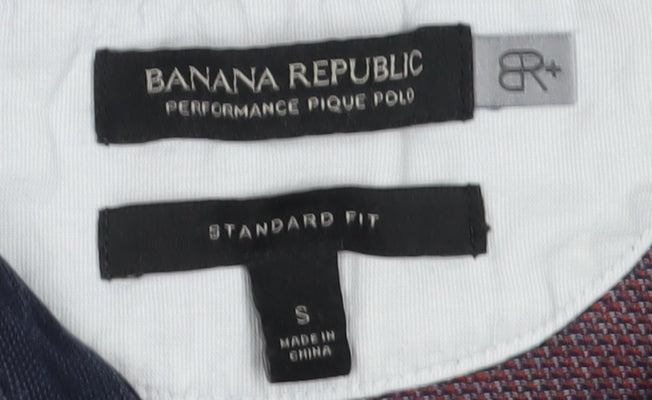 BANANA REPUBLIC
PERFORMANCE PIQUE POLO
BR+
STANDARD FIT
S
MADE IN
CHINA